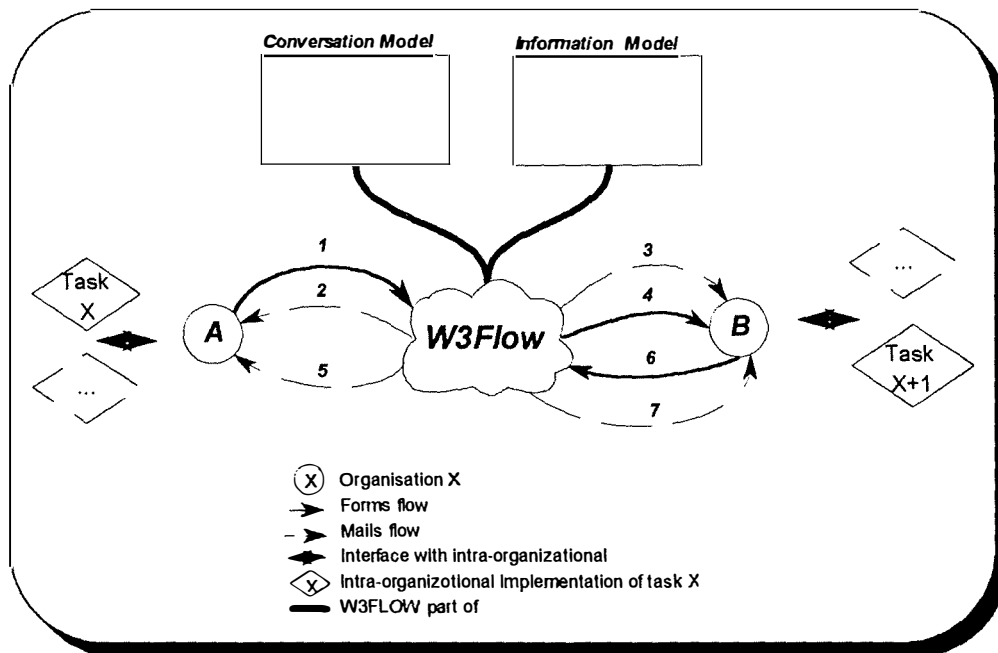 Conversation Model
Information Model
1
2
3
4
5
6
7
Task
X
...
A
W3Flow
B
...
Task
X+1
X Organisation X
Forms flow
Mails flow
Interface with intra-organizational
X Intra-organizotional Implementation of task X
W3FLOW part of